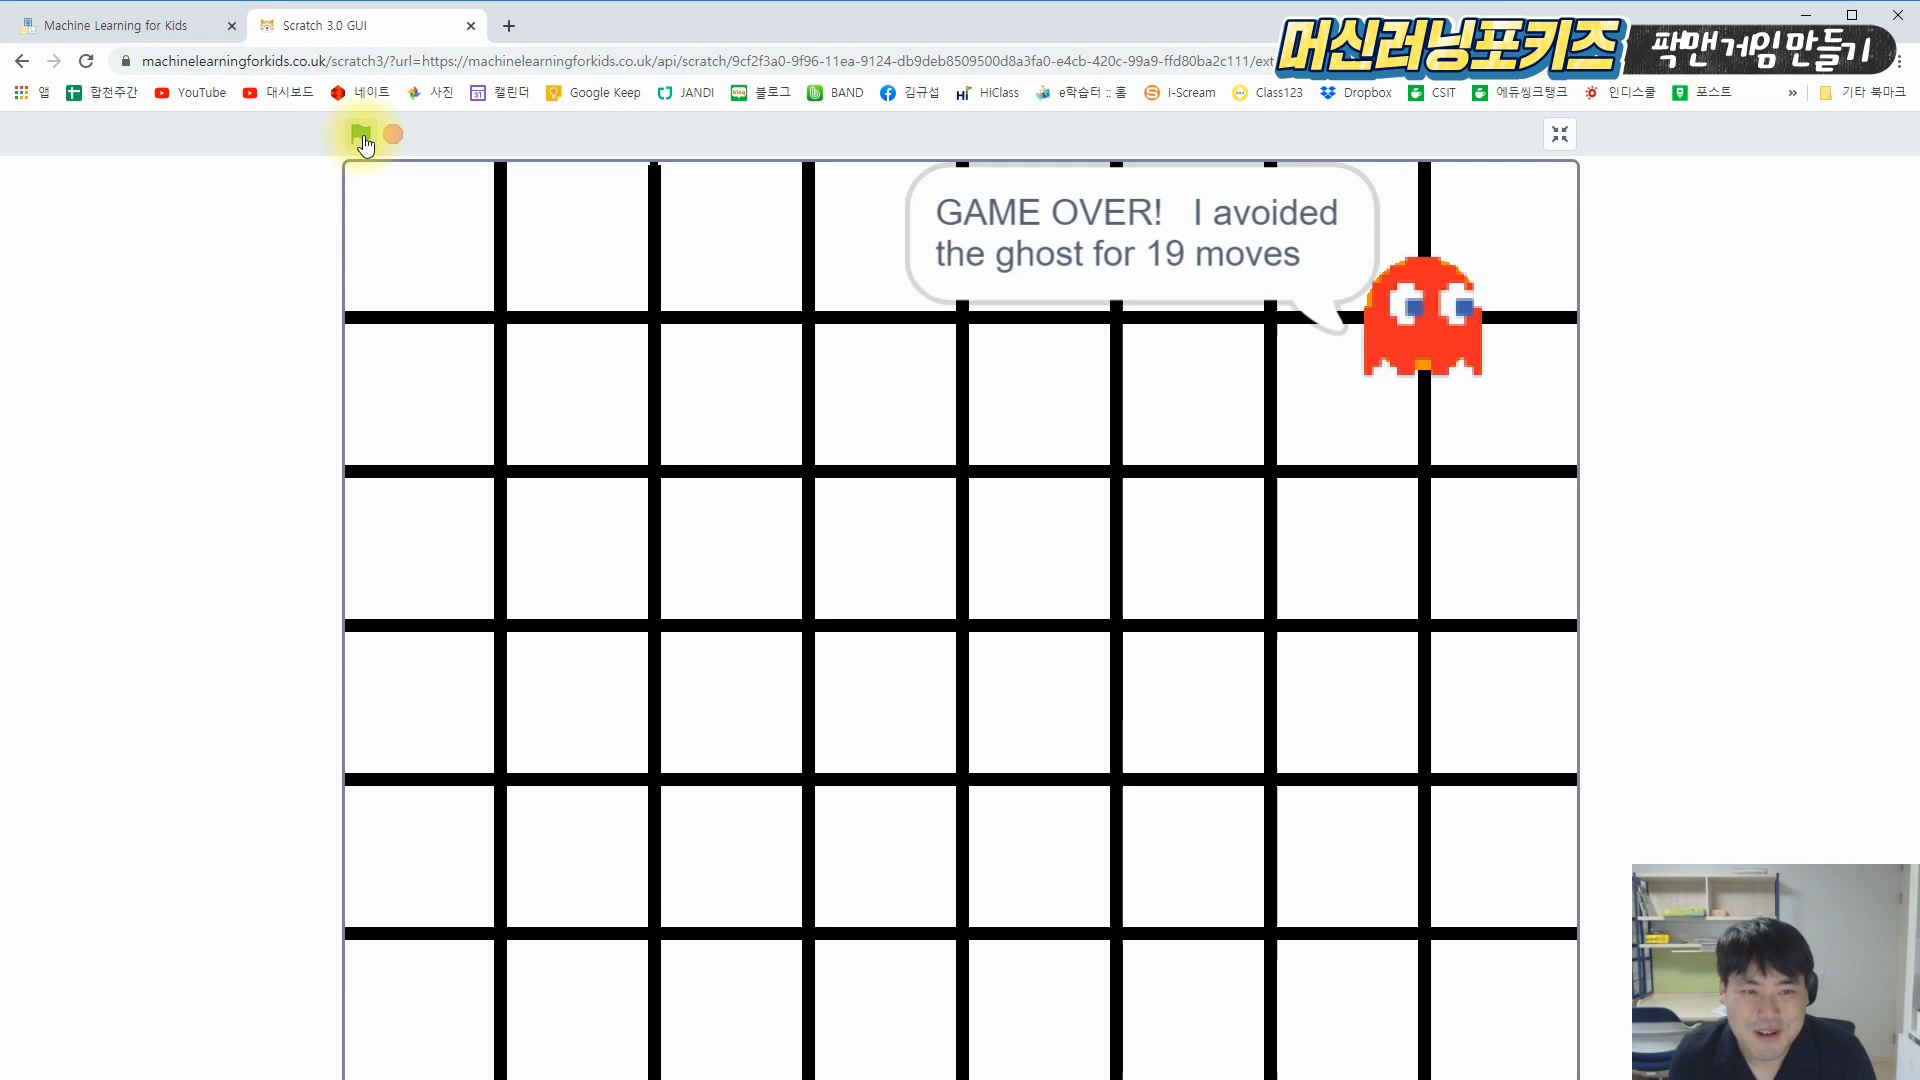 Machine Learning for Kids
Scratch 3.0 GUI
머신러닝포키즈
팩맨게임만들기
machinelearningforkids.co.uk/scratch3/?url=https://machinelearningforkids.co.uk/api/scratch/9cf2f3a0-9f96-11ea-9124-db9deb8509500d8a3fa0-e4cb-420c-99a9-ffd80ba2c111/ext
앱 합천주간 YouTube 대시보드 네이트 사진 캘린더 Google Keep JANDI 블로그 BAND 김규섭 HiClass e학습터 :: 홈 i-Scream Class123 Dropbox CSIT 에듀씽크탱크 인디스쿨 포스트 » 기타 북마크
GAME OVER! I avoided
the ghost for 19 moves